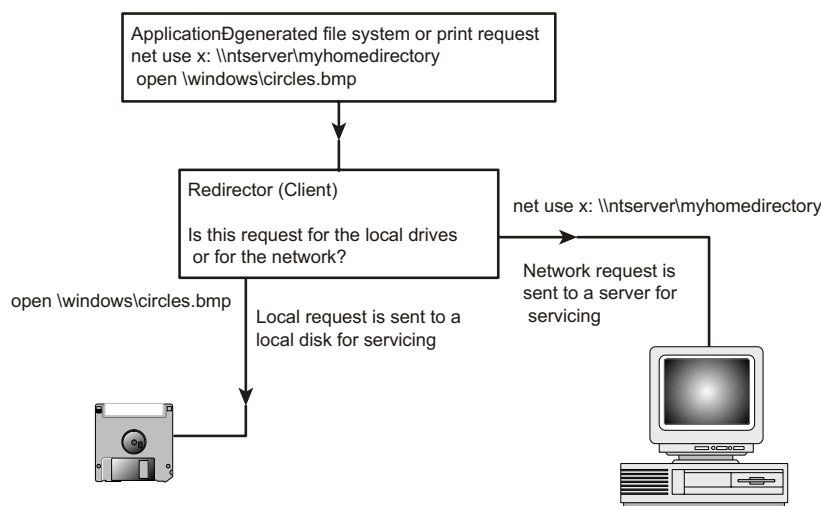 ApplicationÐgenerated file system or print request
net use x: \\ntserver\myhomedirectory
open \windows\circles.bmp
Redirector (Client)
Is this request for the local drives
or for the network?
net use x: \\ntserver\myhomedirectory
Network request is
sent to a server for
servicing
open \windows\circles.bmp
Local request is sent to a
local disk for servicing